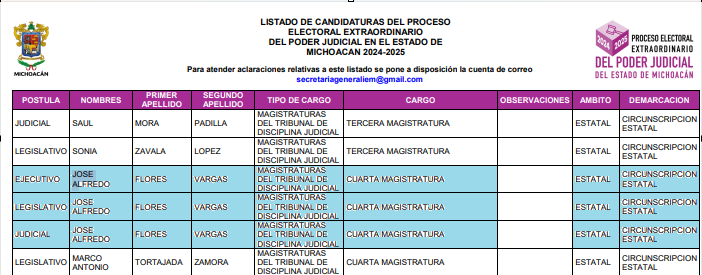 LISTADO DE CANDIDATURAS DEL PROCESO
ELECTORAL EXTRAORDINARIO
DEL PODER JUDICIAL EN EL ESTADO DE
MICHOACAN 2024-2025
Para atender aclaraciones relativas a este listado se pone a disposición la cuenta de correo
secretariageneraliem@gmail.com
MICHOACÁN
2024 2025
PROCESO ELECTORAL
EXTRAORDINARIO
DEL PODER JUDICIAL
DEL ESTADO DE MICHOACÁN
POSTULA NOMBRES PRIMER APELLIDO SEGUNDO APELLIDO TIPO DE CARGO CARGO OBSERVACIONES AMBITO DEMARCACION
JUDICIAL SAUL MORA PADILLA MAGISTRATURAS DEL TRIBUNAL DE DISCIPLINA JUDICIAL TERCERA MAGISTRATURA ESTATAL CIRCUNSCRIPCION ESTATAL
LEGISLATIVO SONIA ZAVALA LOPEZ MAGISTRATURAS DEL TRIBUNAL DE DISCIPLINA JUDICIAL TERCERA MAGISTRATURA ESTATAL CIRCUNSCRIPCION ESTATAL
EJECUTIVO JOSE ALFREDO FLORES VARGAS MAGISTRATURAS DEL TRIBUNAL DE DISCIPLINA JUDICIAL CUARTA MAGISTRATURA ESTATAL CIRCUNSCRIPCION ESTATAL
LEGISLATIVO JOSE ALFREDO FLORES VARGAS MAGISTRATURAS DEL TRIBUNAL DE DISCIPLINA JUDICIAL CUARTA MAGISTRATURA ESTATAL CIRCUNSCRIPCION ESTATAL
JUDICIAL JOSE ALFREDO FLORES VARGAS MAGISTRATURAS DEL TRIBUNAL DE DISCIPLINA JUDICIAL CUARTA MAGISTRATURA ESTATAL CIRCUNSCRIPCION ESTATAL
LEGISLATIVO MARCO ANTONIO TORTAJADA ZAMORA MAGISTRATURAS DEL TRIBUNAL DE DISCIPLINA JUDICIAL CUARTA MAGISTRATURA ESTATAL CIRCUNSCRIPCION ESTATAL